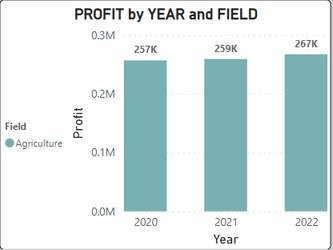 PROFIT by YEAR and FIELD
0.3M
257K
259K
267K
0.2M
Profit
Field
Agriculture
0.1M
0.0M
2020
2021
2022
Year